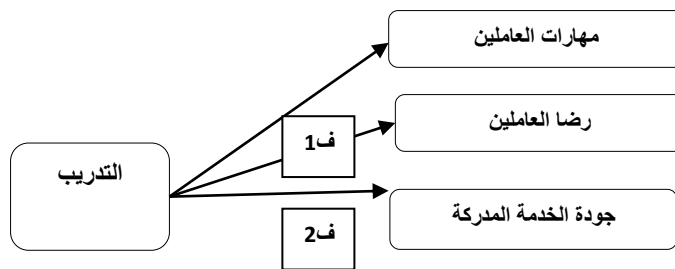 مهارات العاملين
رضا العاملين
ف1
التدريب
جودة الخدمة المدركة
ف2